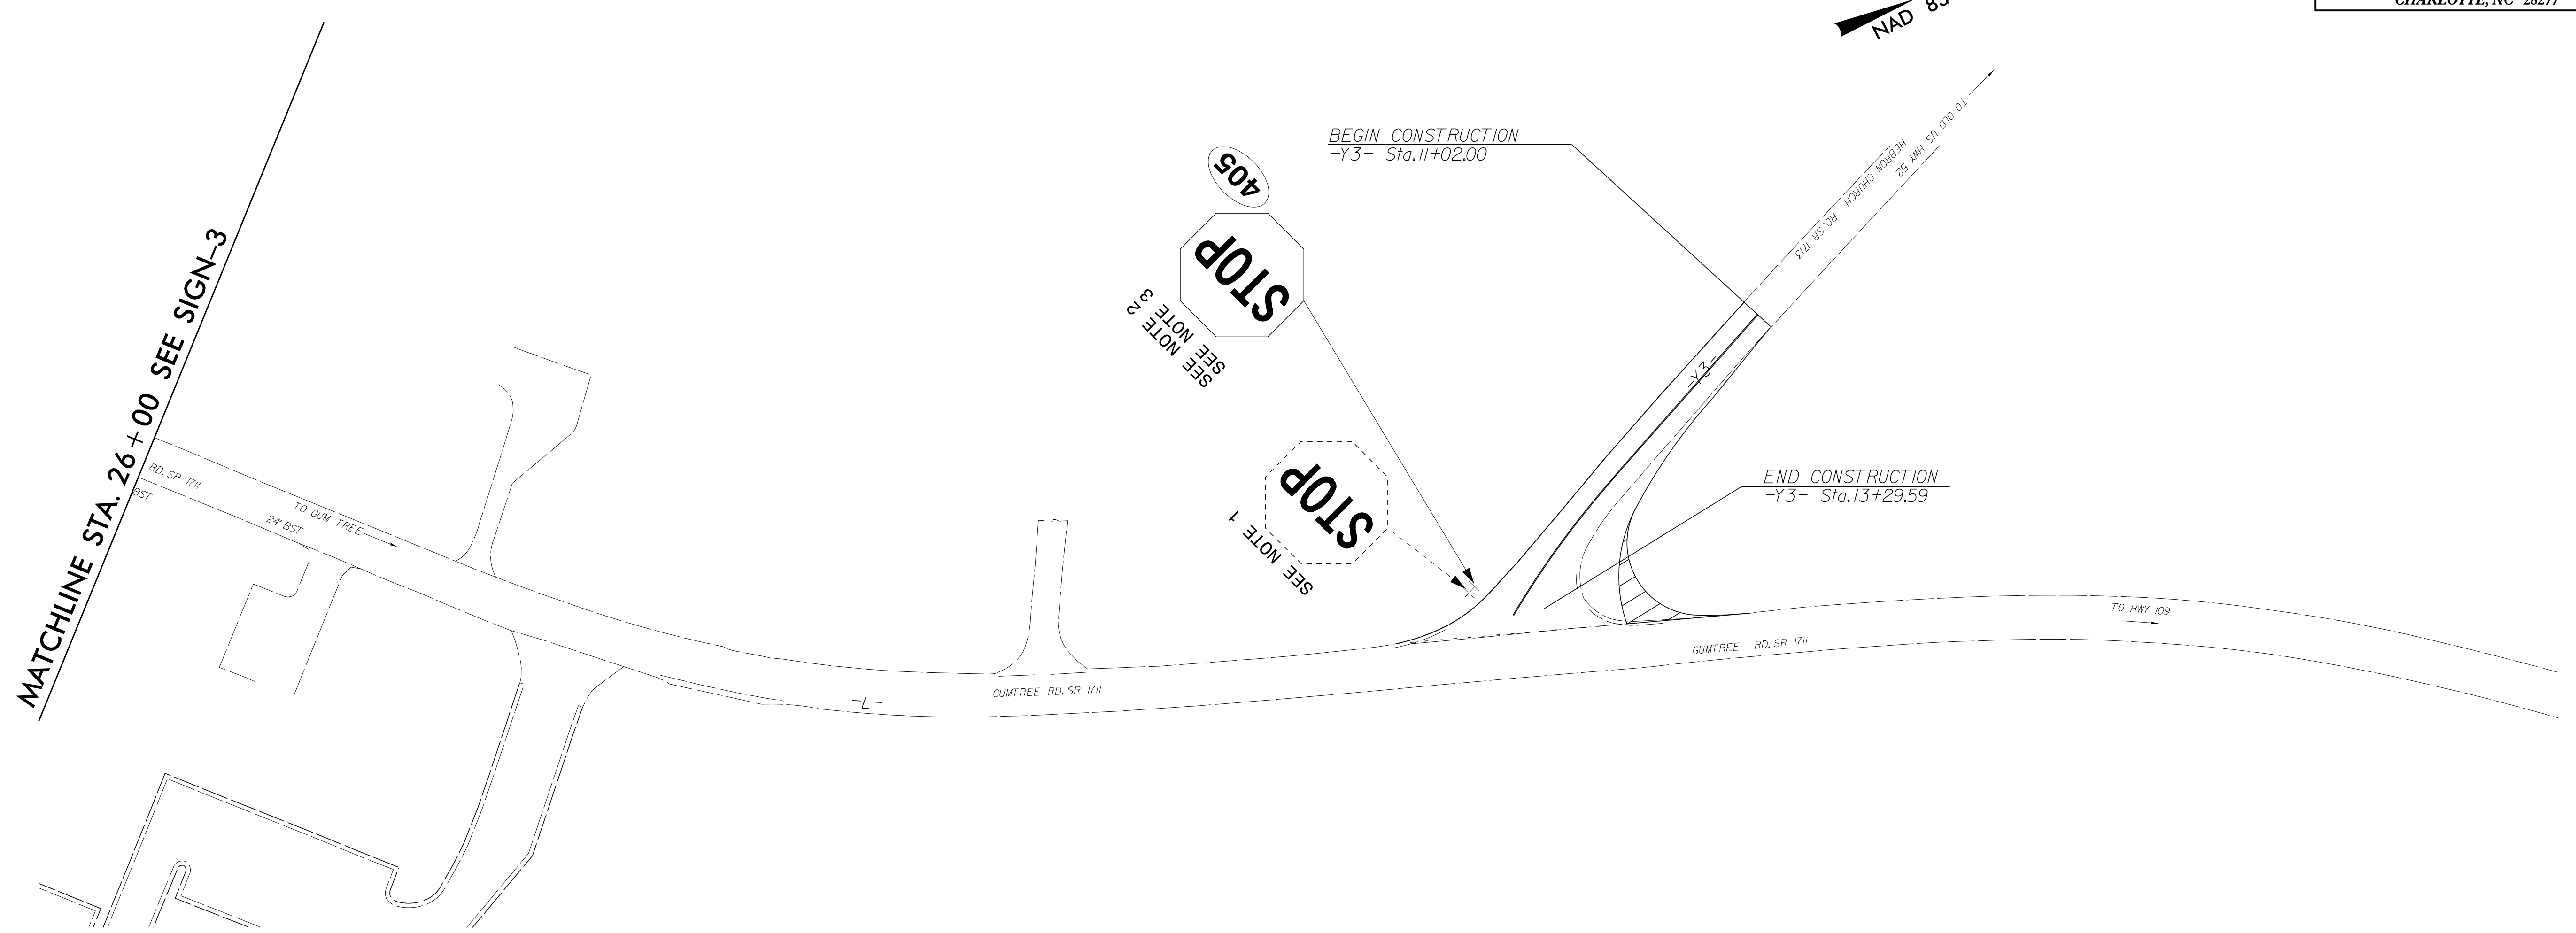 CHARLOTTE, NC 28277
NAD 83
MATCHLINE STA. 26+00 SEE SIGN-3
BEGIN CONSTRUCTION
-Y3- Sta.11+02.00
TO OLD US HWY 52
HEBRON CHURCH RD. SR 1713
405
STOP
SEE NOTE 2
SEE NOTE 3
-Y3-
STOP
SEE NOTE 1
END CONSTRUCTION
-Y3- Sta.13+29.59
RD. SR 1711
BST
TO GUM TREE
24' BST
TO HWY 109
GUMTREE RD. SR 1711
GUMTREE RD. SR 1711
-L-